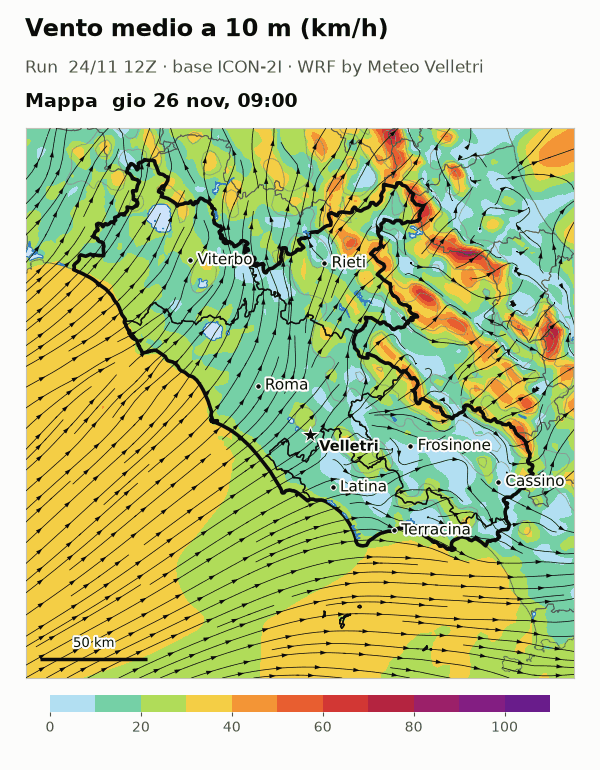 Vento medio a 10 m (km/h)
Run  24/11 12Z · base ICON-2I · WRF by Meteo Velletri
Mappa  gio 26 nov, 09:00
Viterbo
Rieti
Roma
Velletri
Frosinone
Latina
Cassino
Terracina
50 km
0 20 40 60 80 100